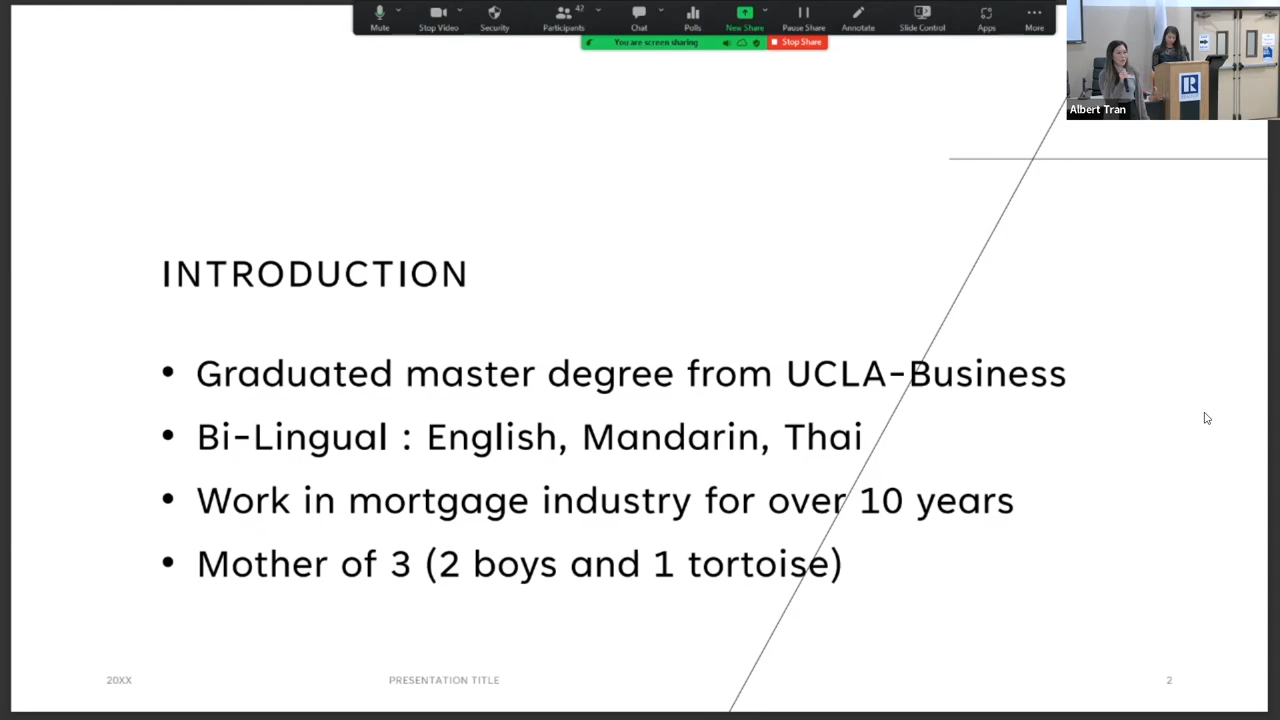 42
Mute
Stop Video
Security
Participants
Chat
Polls
New Share
Pause Share
Annotate
Slide Control
Apps
More
You are screen sharing
Stop Share
Albert Tran
INTRODUCTION
• Graduated master degree from UCLA-Business
• Bi-Lingual : English, Mandarin, Thai
• Work in mortgage industry for over 10 years
• Mother of 3 (2 boys and 1 tortoise)
20XX
PRESENTATION TITLE
2